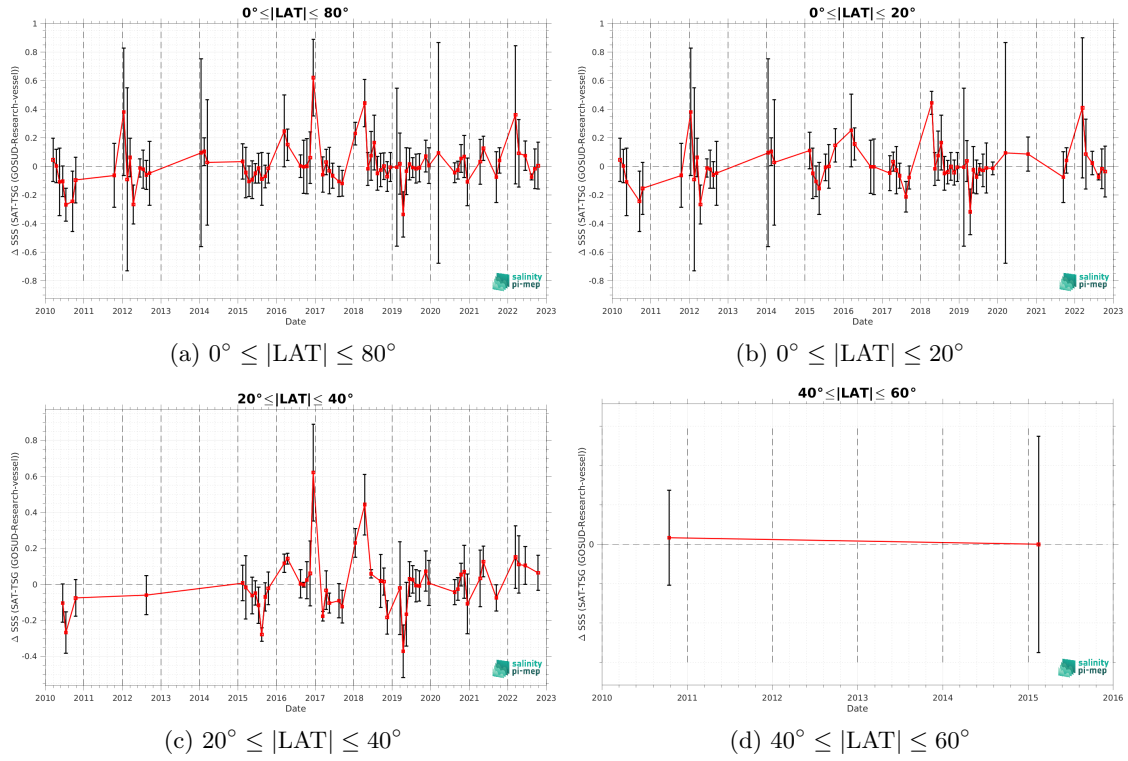 0°≤|LAT|≤ 80°
Δ SSS (SAT-TSG (GOSUD-Research-vessel))
1
0.8
0.6
0.4
0.2
0
-0.2
-0.4
-0.6
-0.8
2010 2011 2012 2013 2014 2015 2016 2017 2018 2019 2020 2021 2022 2023
Date
salinity
pi-mep
(a) 0° ≤ |LAT| ≤ 80°
0°≤|LAT|≤ 20°
Δ SSS (SAT-TSG (GOSUD-Research-vessel))
1
0.8
0.6
0.4
0.2
0
-0.2
-0.4
-0.6
-0.8
2010 2011 2012 2013 2014 2015 2016 2017 2018 2019 2020 2021 2022 2023
Date
salinity
pi-mep
(b) 0° ≤ |LAT| ≤ 20°
20°≤|LAT|≤ 40°
Δ SSS (SAT-TSG (GOSUD-Research-vessel))
0.8
0.6
0.4
0.2
0
-0.2
-0.4
2010 2011 2012 2013 2014 2015 2016 2017 2018 2019 2020 2021 2022 2023
Date
salinity
pi-mep
(c) 20° ≤ |LAT| ≤ 40°
40°≤|LAT|≤ 60°
Δ SSS (SAT-TSG (GOSUD-Research-vessel))
0
2010 2011 2012 2013 2014 2015 2016
Date
salinity
pi-mep
(d) 40° ≤ |LAT| ≤ 60°